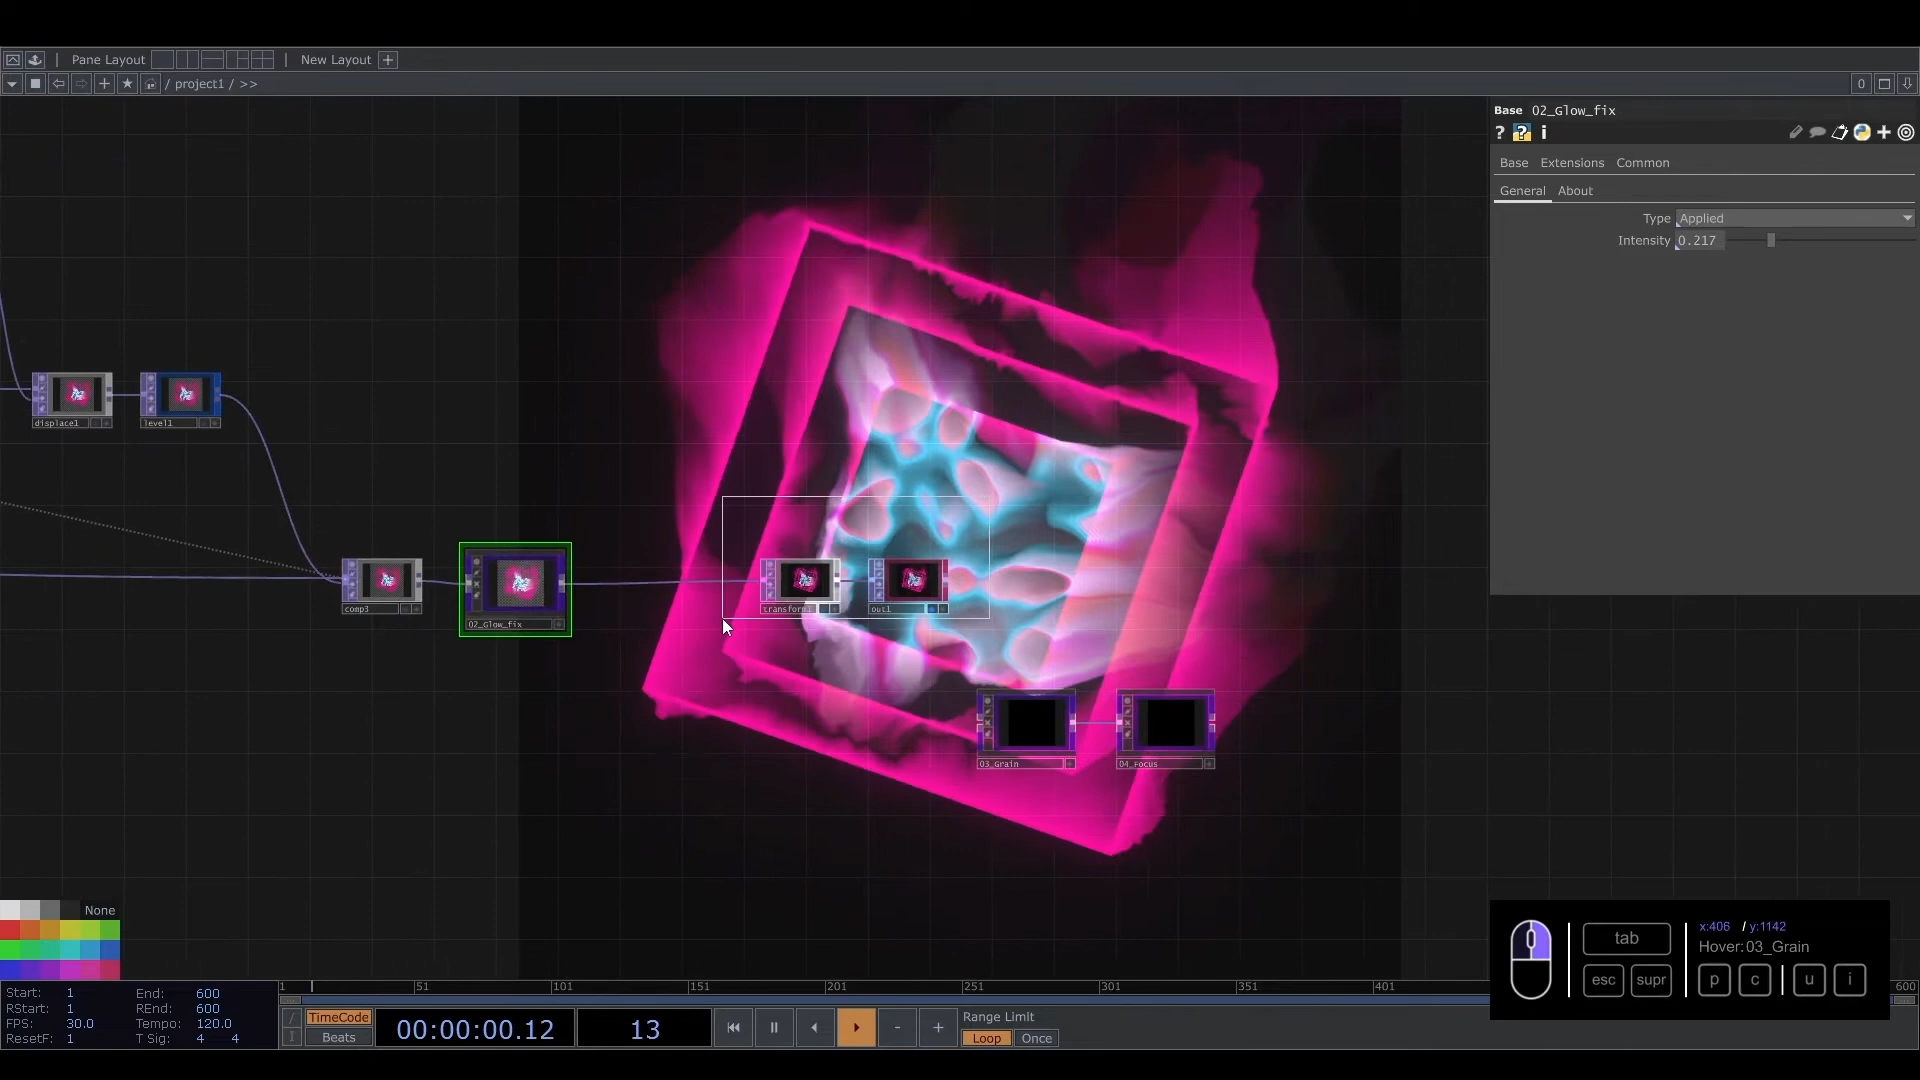 Pane Layout
New Layout
/ project1 / >>
0
Base 02_Glow_fix
? ? i
Base Extensions Common
General About
Type Applied
Intensity 0.217
displace1
level1
comp3
02_Glow_fix
transform1
out1
03_Grain
04_Focus
None
x:406 / y:1142
Hover: 03_Grain
tab
esc supr
p c u i
1 51 101 151 201 251 301 351 401 600
Start: 1 End: 600
RStart: 1 REnd: 600
FPS: 30.0 Tempo: 120.0
ResetF: 1 T Sig: 4 4
TimeCode
Beats
00:00:00.12
13
Range Limit
Loop Once